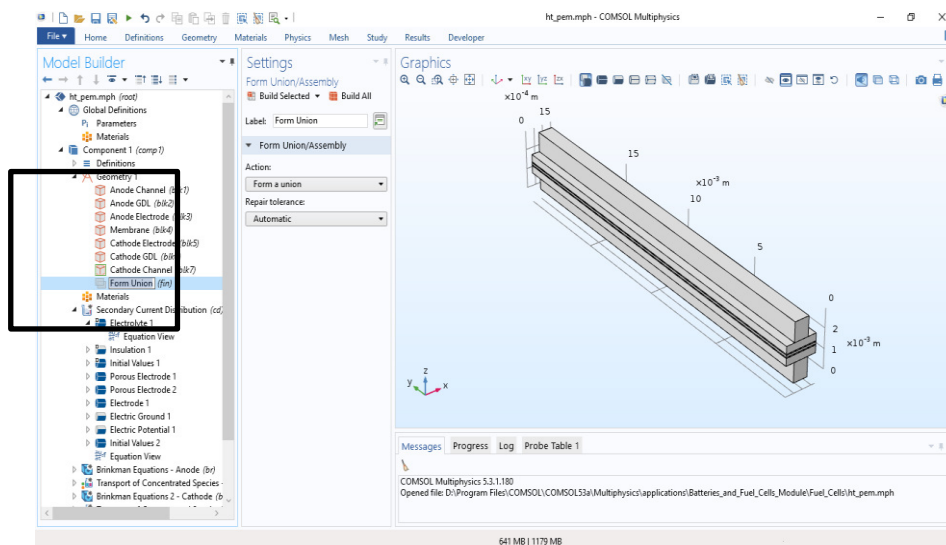 ht_pem.mph - COMSOL Multiphysics
File Home Definitions Geometry Materials Physics Mesh Study Results Developer
Model Builder
ht_pem.mph (root)
Global Definitions
Pi Parameters
Materials
Component 1 (comp1)
Definitions
Geometry 1
Anode Channel (blk1)
Anode GDL (blk2)
Anode Electrode (blk3)
Membrane (blk4)
Cathode Electrode (blk5)
Cathode GDL (blk
Cathode Channel (blk7)
Form Union (fin)
Materials
Secondary Current Distribution (cd)
Electrolyte 1
Equation View
Insulation 1
Initial Values 1
Porous Electrode 1
Porous Electrode 2
Electrode 1
Electric Ground 1
Electric Potential 1
Initial Values 2
Equation View
Brinkman Equations - Anode (br)
Transport of Concentrated Species -
Brinkman Equations 2 - Cathode (b
Settings
Form Union/Assembly
Build Selected Build All
Label: Form Union
Form Union/Assembly
Action:
Form a union
Repair tolerance:
Automatic
Graphics
xy yz zx
×10⁻⁴ m
0 15
15
×10⁻³ m
10
5
0
2
1 ×10⁻³ m
0
z
y x
Messages Progress Log Probe Table 1
COMSOL Multiphysics 5.3.1.180
Opened file: D:\Program Files\COMSOL\COMSOL53a\Multiphysics\applications\Batteries_and_Fuel_Cells_Module\Fuel_Cells\ht_pem.mph
641 MB | 1179 MB